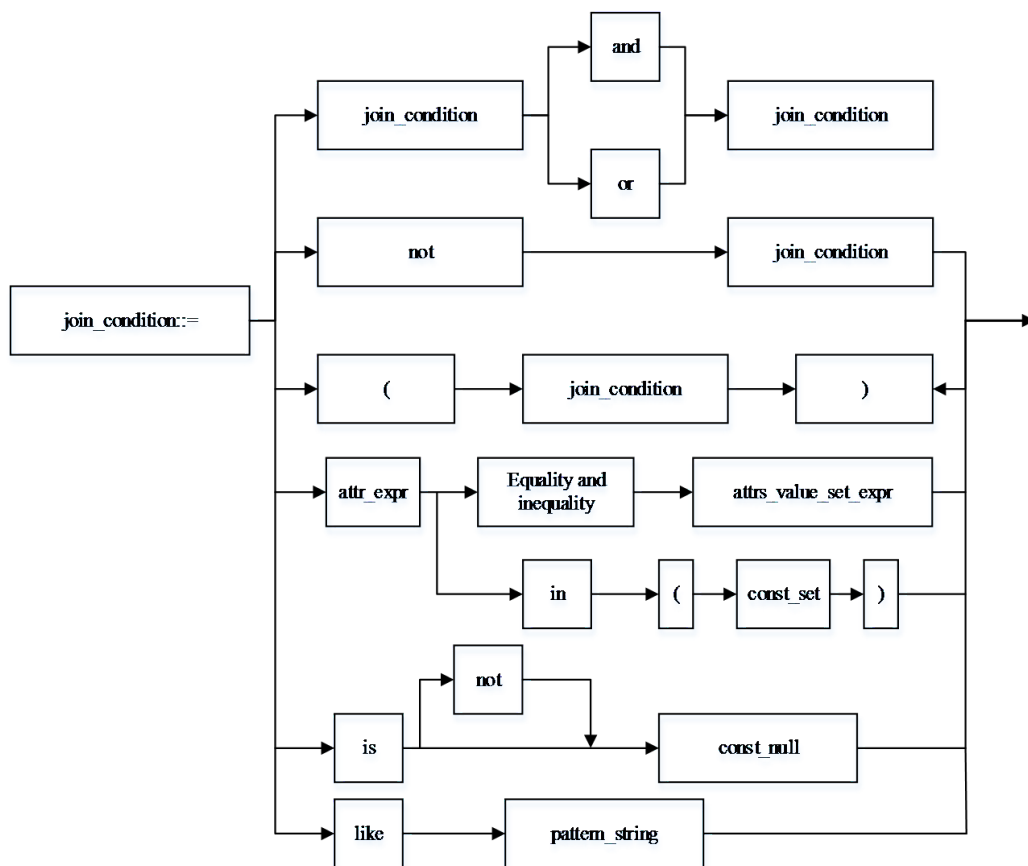 and
join_condition
join_condition
or
not
join_condition
join_condition::=
(
join_condition
)
attr_expr
Equality and
inequality
attrs_value_set_expr
in
(
const_set
)
not
is
const_null
like
pattern_string